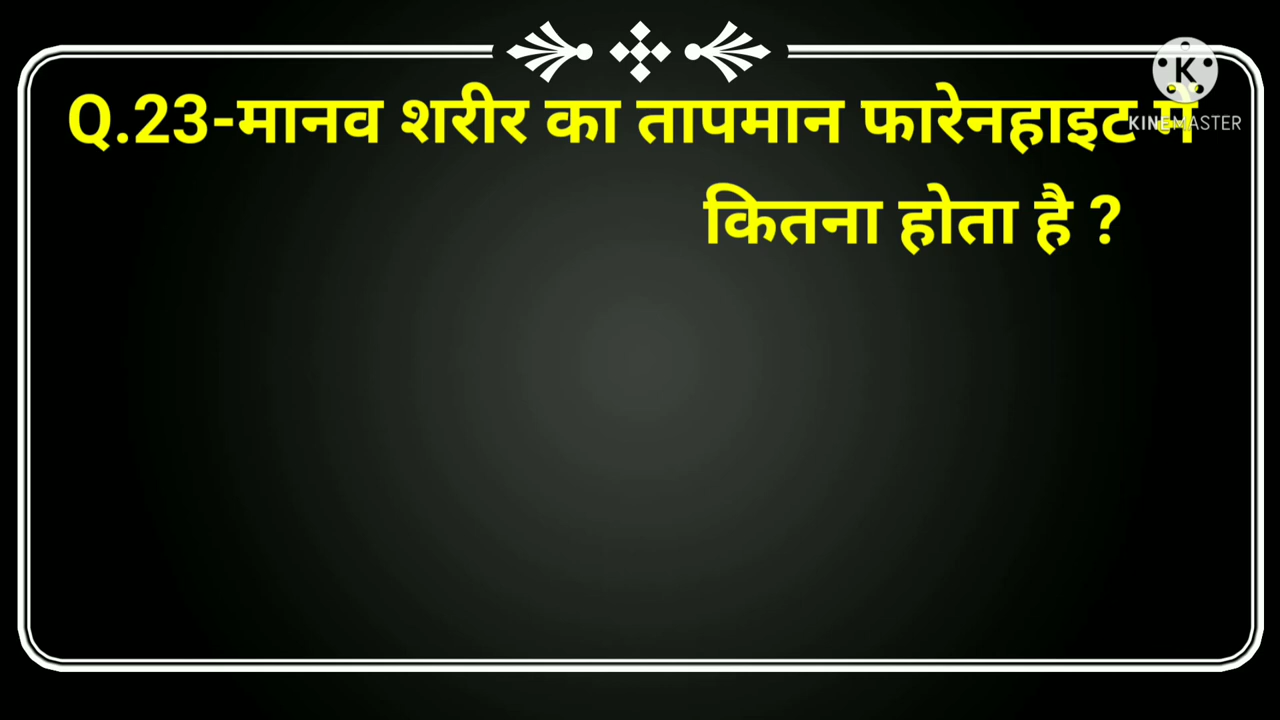 Q.23-मानव शरीर का तापमान फारेनहाइट में
कितना होता है ?
K
KINEMASTER